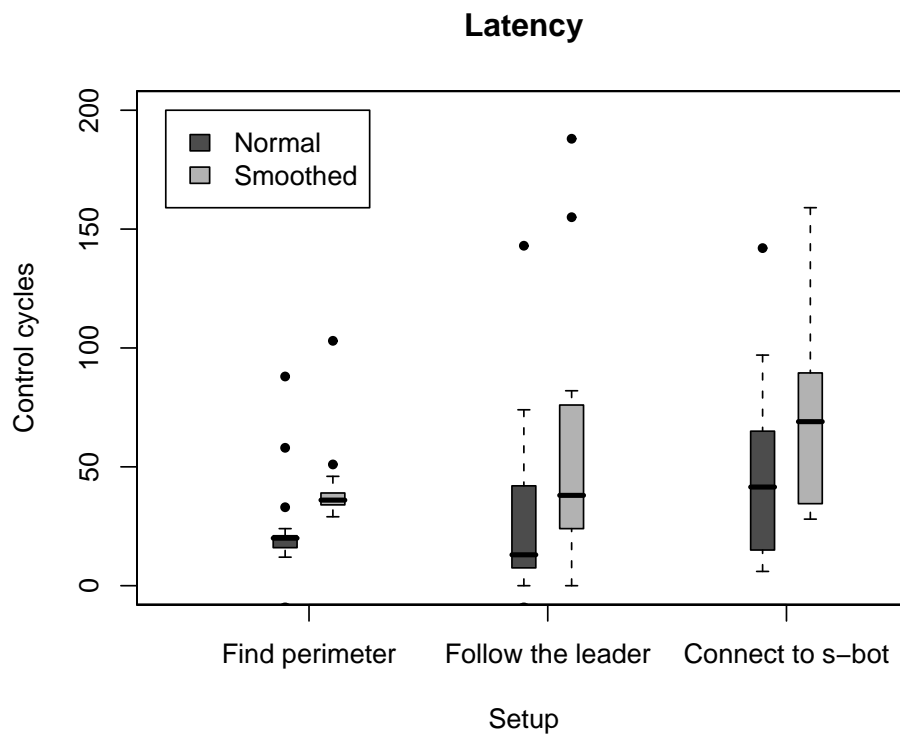 Latency
Normal
Smoothed
Control cycles
200
150
100
50
0
Find perimeter Follow the leader Connect to s−bot
Setup